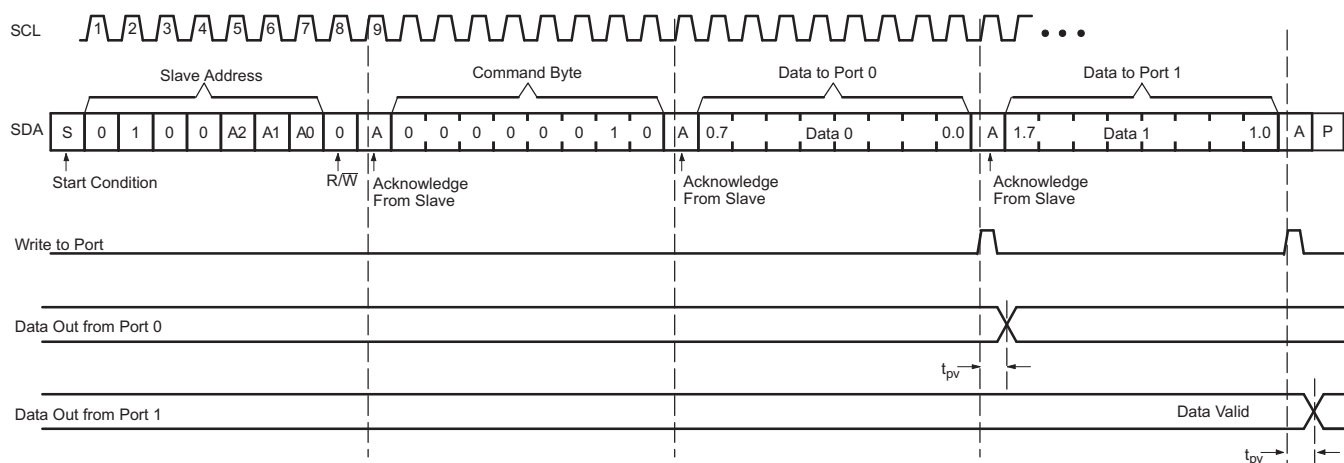 SCL 1 2 3 4 5 6 7 8 9 • • •
Slave Address Command Byte Data to Port 0 Data to Port 1
SDA S 0 1 0 0 A2 A1 A0 0 A 0 0 0 0 0 0 1 0 A 0.7 Data 0 0.0 A 1.7 Data 1 1.0 A P
Start Condition R/W̅ Acknowledge From Slave Acknowledge From Slave Acknowledge From Slave
Write to Port
Data Out from Port 0
tpv
Data Out from Port 1 Data Valid
tpv